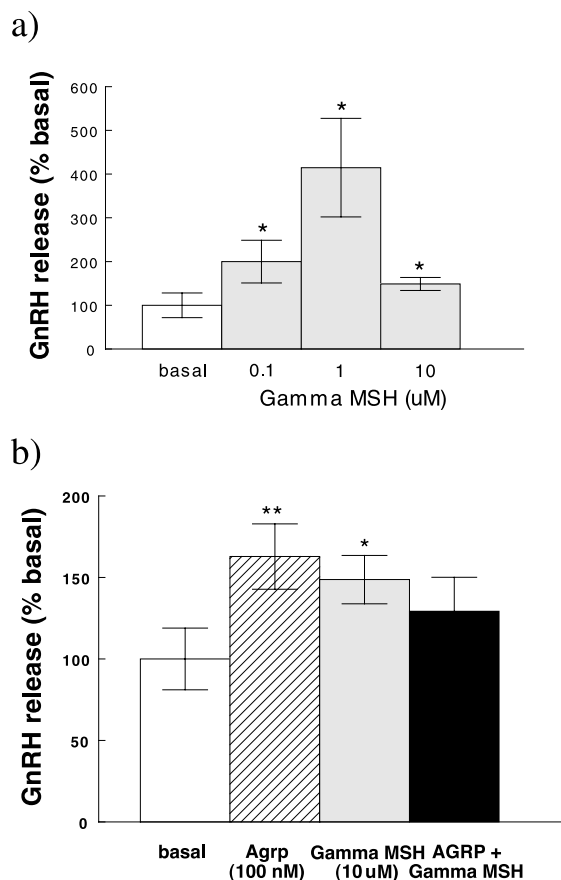 a)
GnRH release (% basal)
600
500
400
300
200
100
0
*
*
*
basal 0.1 1 10
Gamma MSH (uM)
b)
GnRH release (% basal)
200
150
100
50
0
**
*
basal Agrp Gamma MSH AGRP +
(100 nM) (10 uM) Gamma MSH